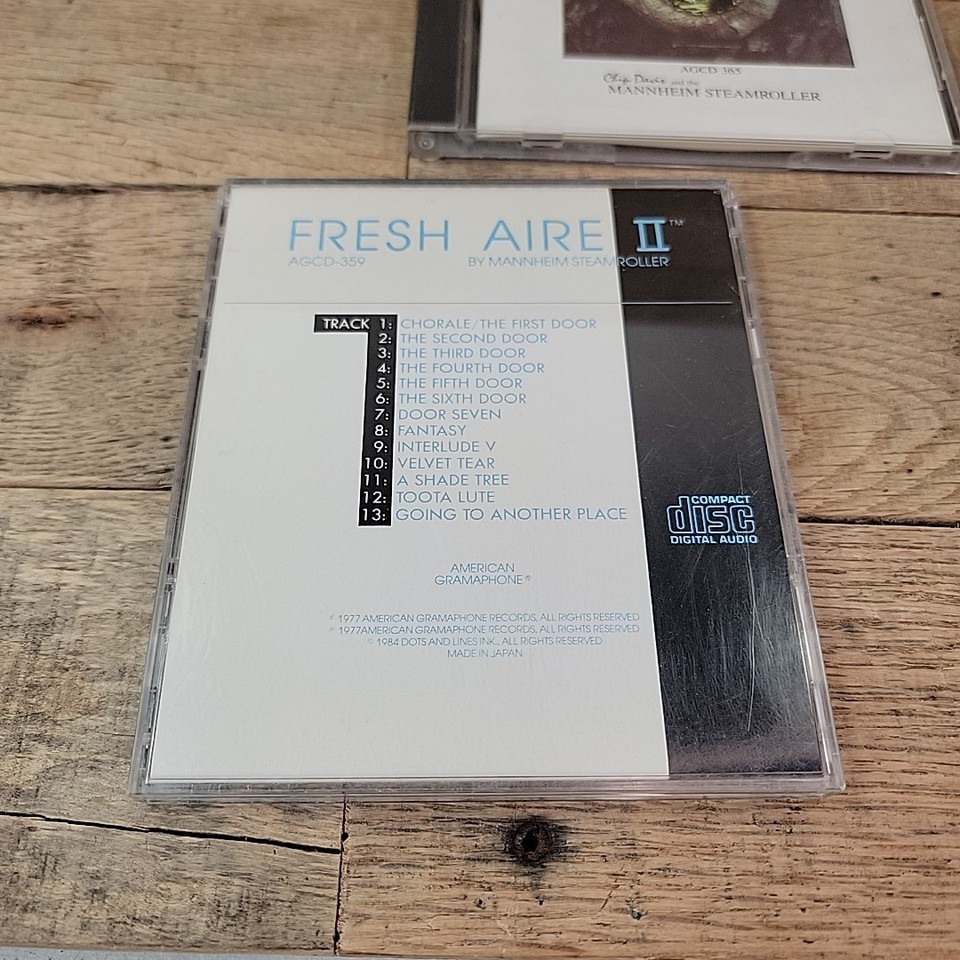 AGCD 365
Chip Davis and the
MANNHEIM STEAMROLLER
FRESH AIRE II™
AGCD-359 BY MANNHEIM STEAMROLLER
TRACK 1: CHORALE/THE FIRST DOOR
2: THE SECOND DOOR
3: THE THIRD DOOR
4: THE FOURTH DOOR
5: THE FIFTH DOOR
6: THE SIXTH DOOR
7: DOOR SEVEN
8: FANTASY
9: INTERLUDE V
10: VELVET TEAR
11: A SHADE TREE
12: TOOTA LUTE
13: GOING TO ANOTHER PLACE
COMPACT
disc
DIGITAL AUDIO
AMERICAN
GRAMAPHONE®
℗ 1977 AMERICAN GRAMAPHONE RECORDS, ALL RIGHTS RESERVED
© 1977 AMERICAN GRAMAPHONE RECORDS, ALL RIGHTS RESERVED
© 1984 DOTS AND LINES INK., ALL RIGHTS RESERVED
MADE IN JAPAN